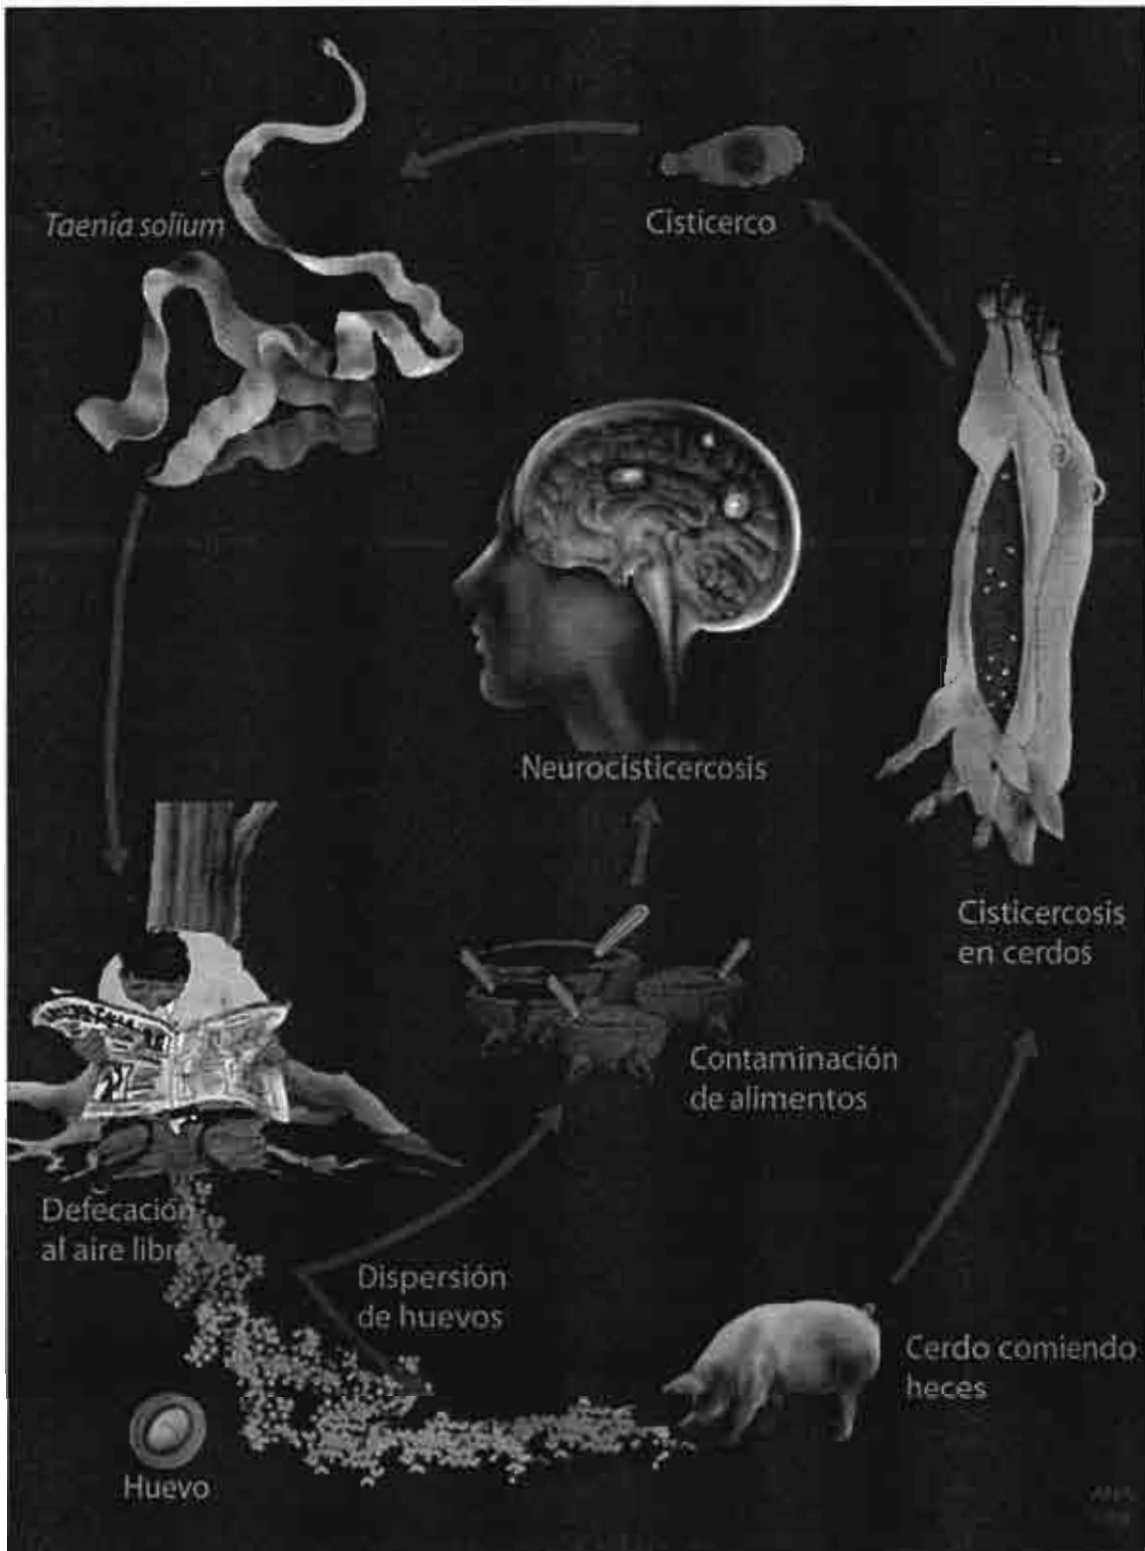 Taenia solium
Cisticerco
Neurocisticercosis
Cisticercosis
en cerdos
Contaminación
de alimentos
Defecación
al aire libre
Dispersión
de huevos
Cerdo comiendo
heces
Huevo